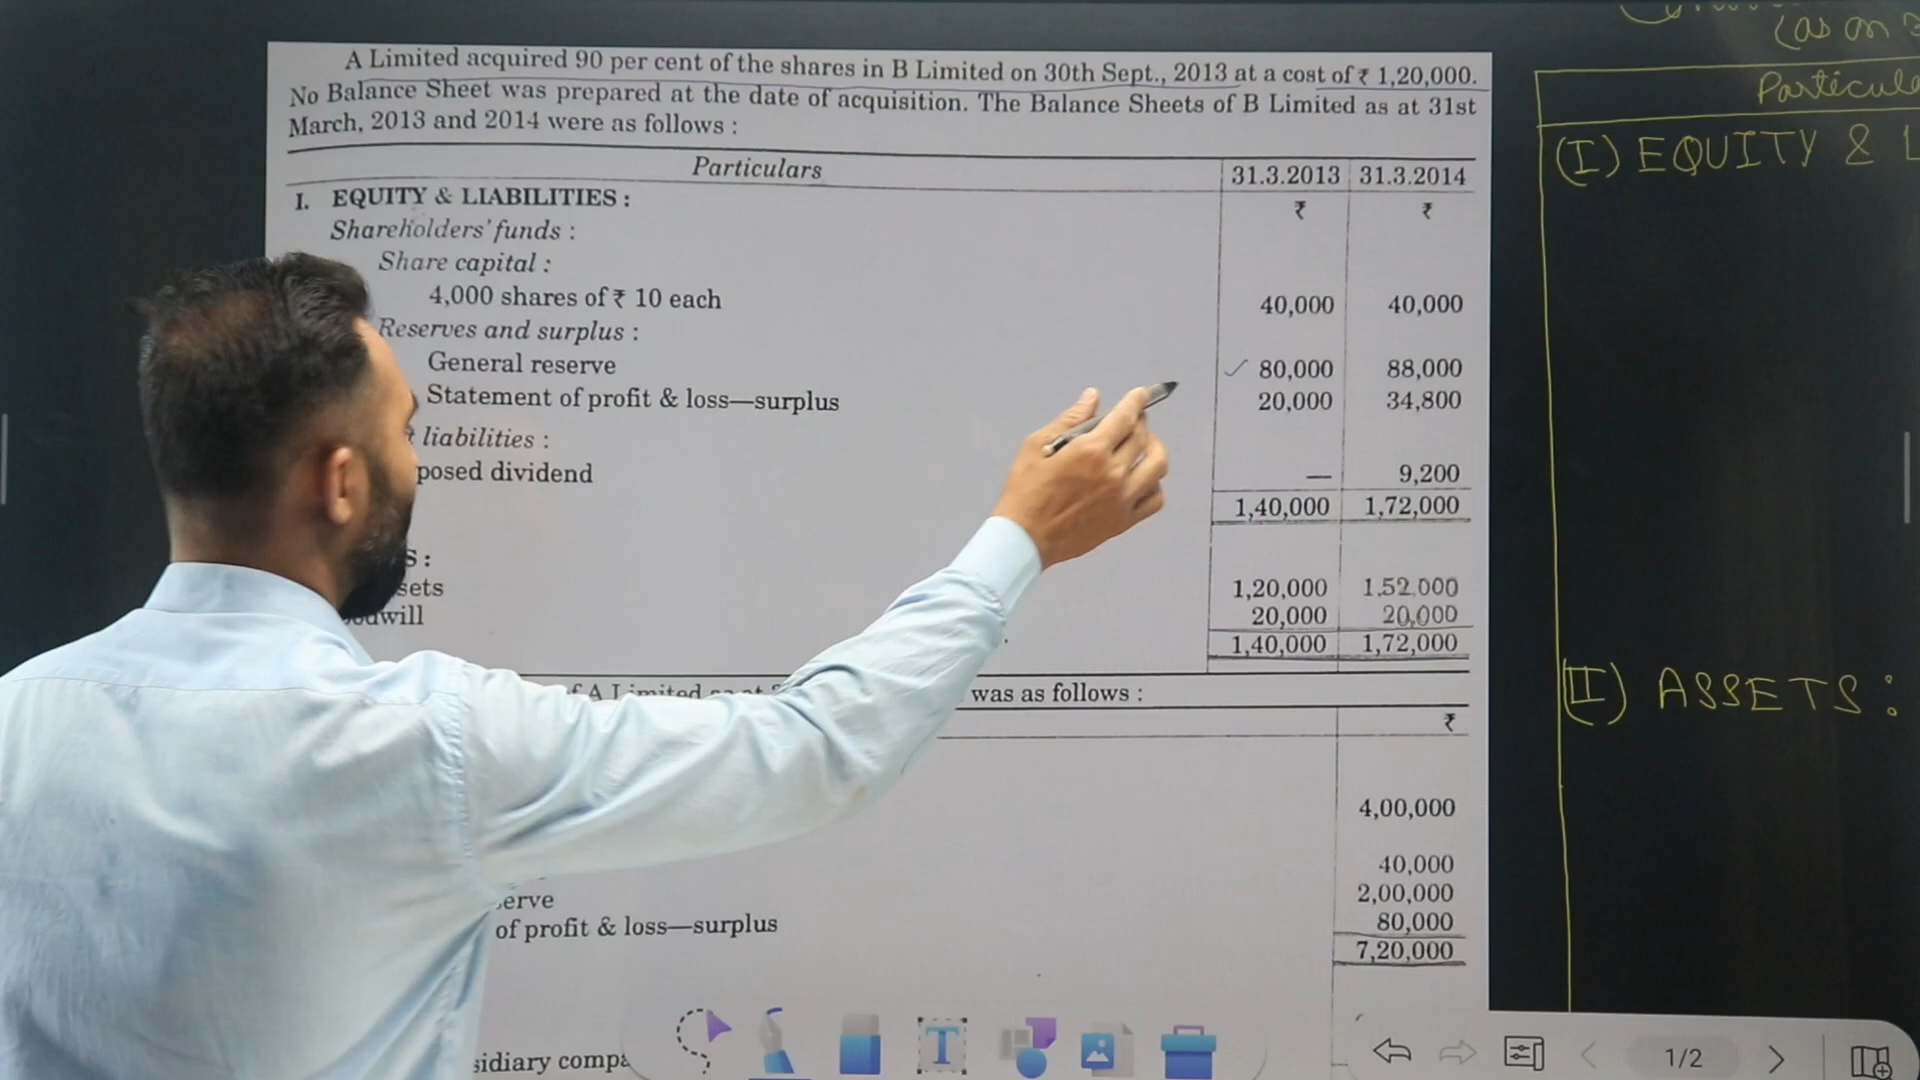 A Limited acquired 90 per cent of the shares in B Limited on 30th Sept., 2013 at a cost of ₹ 1,20,000.
No Balance Sheet was prepared at the date of acquisition. The Balance Sheets of B Limited as at 31st
March, 2013 and 2014 were as follows :
Particulars 31.3.2013 31.3.2014
I. EQUITY & LIABILITIES : ₹ ₹
Shareholders' funds :
Share capital :
4,000 shares of ₹ 10 each 40,000 40,000
Reserves and surplus :
General reserve 80,000 88,000
Statement of profit & loss—surplus 20,000 34,800
liabilities :
posed dividend — 9,200
1,40,000 1,72,000
S :
sets 1,20,000 1,52,000
will 20,000 20,000
1,40,000 1,72,000
A Limited was as follows :
₹
4,00,000
40,000
erve 2,00,000
of profit & loss—surplus 80,000
7,20,000
sidiary compa
(as on
Particula
(I) EQUITY & L
(II) ASSETS :
T
1/2